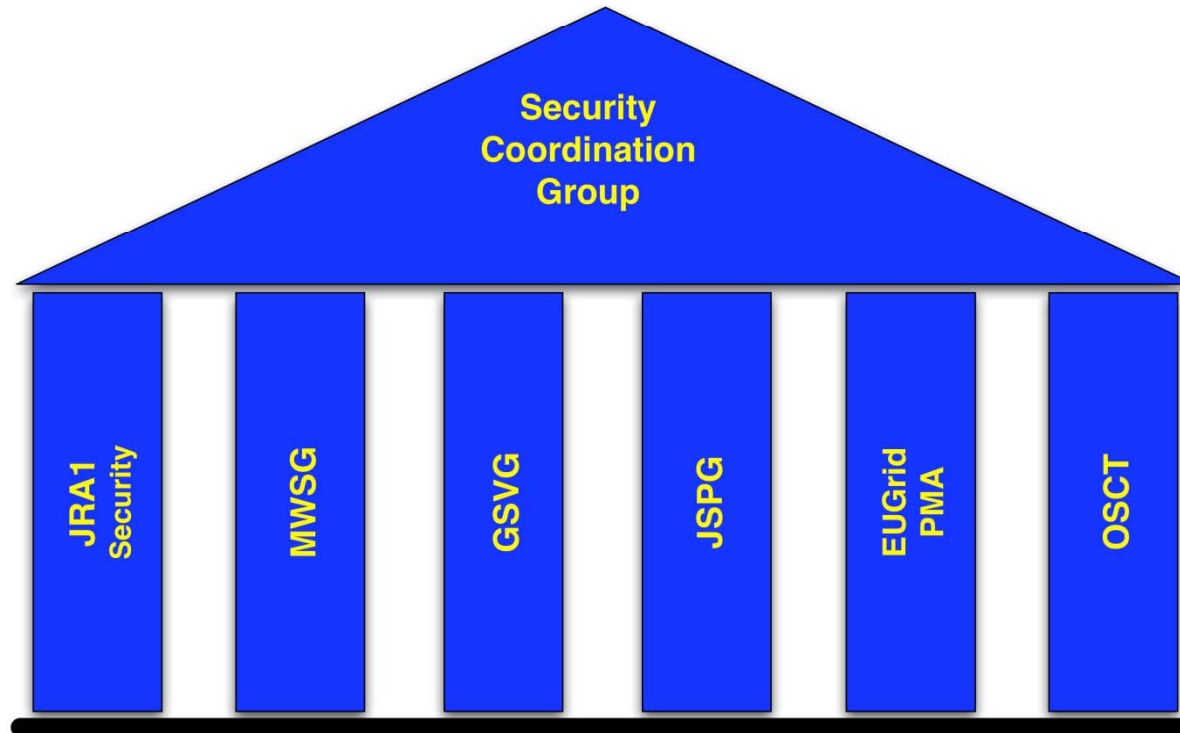 Security
Coordination
Group
JRA1
Security
MWSG
GSVG
JSPG
EUGrid
PMA
OSCT